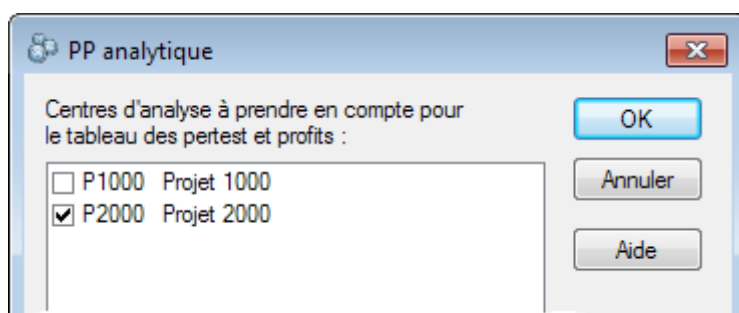 PP analytique
Centres d'analyse à prendre en compte pour
le tableau des pertest et profits :
OK
P1000 Projet 1000
Annuler
P2000 Projet 2000
Aide